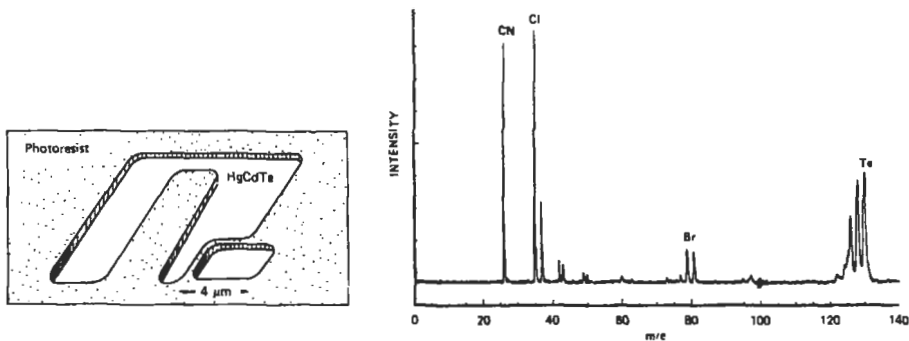 Photoresist
HgCdTe
4 µm
INTENSITY
CN
Cl
Br
Te
0 20 40 60 80 100 120 140
m/e